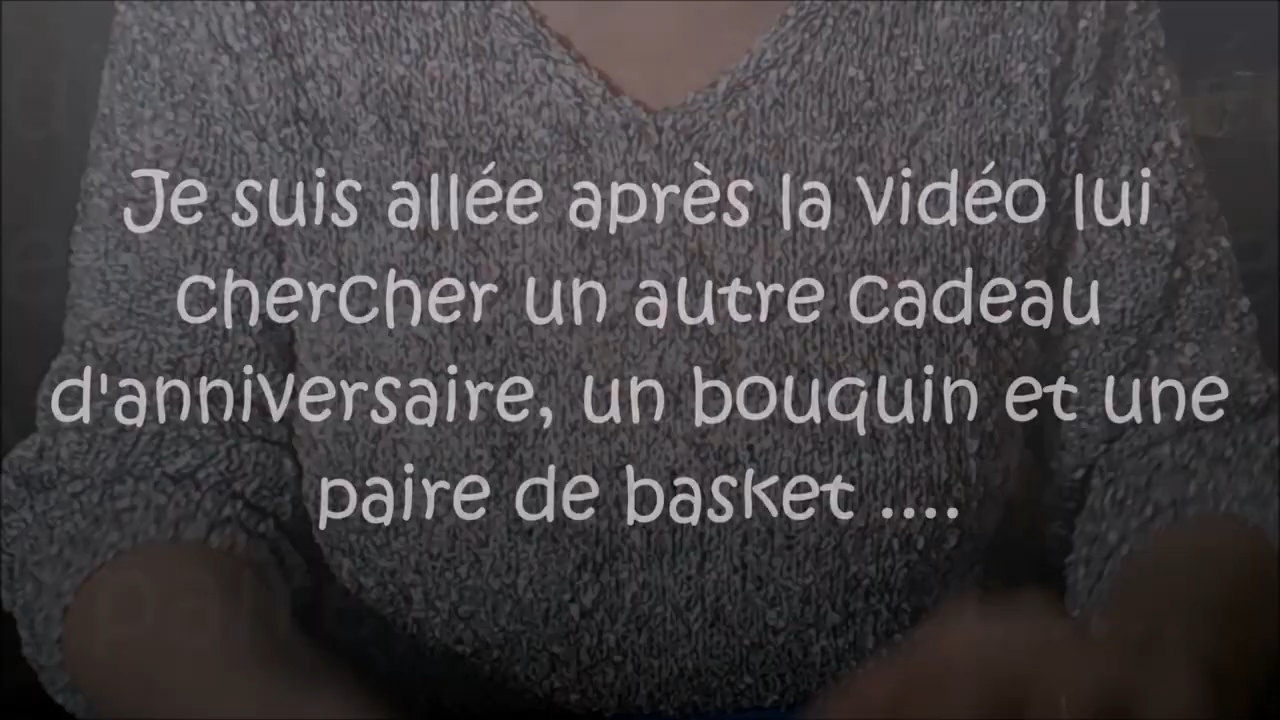 Je suis allée après la vidéo lui
chercher un autre cadeau
d'anniversaire, un bouquin et une
paire de basket ....